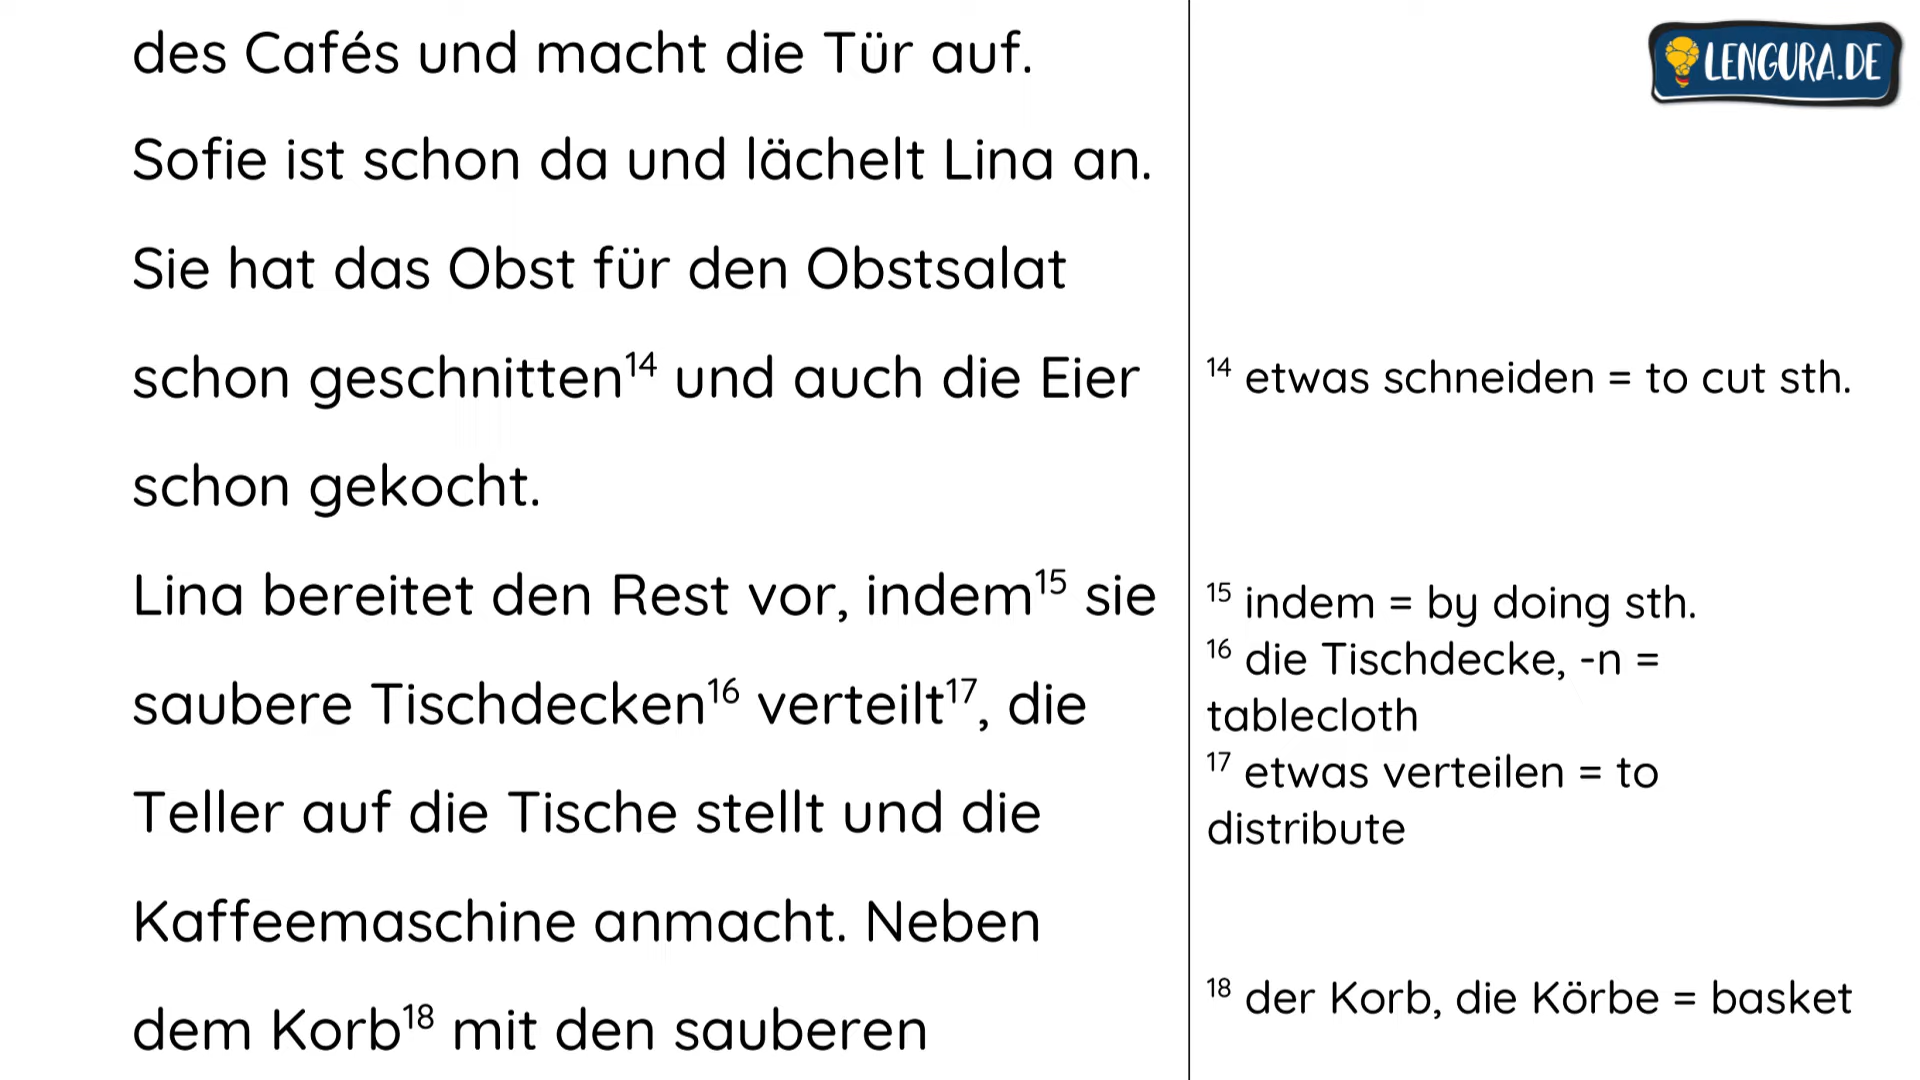 des Cafés und macht die Tür auf.
LENGURA.DE
Sofie ist schon da und lächelt Lina an.
Sie hat das Obst für den Obstsalat
schon geschnitten¹⁴ und auch die Eier
schon gekocht.
Lina bereitet den Rest vor, indem¹⁵ sie
saubere Tischdecken¹⁶ verteilt¹⁷, die
Teller auf die Tische stellt und die
Kaffeemaschine anmacht. Neben
dem Korb¹⁸ mit den sauberen
¹⁴ etwas schneiden = to cut sth.
¹⁵ indem = by doing sth.
¹⁶ die Tischdecke, -n =
tablecloth
¹⁷ etwas verteilen = to
distribute
¹⁸ der Korb, die Körbe = basket